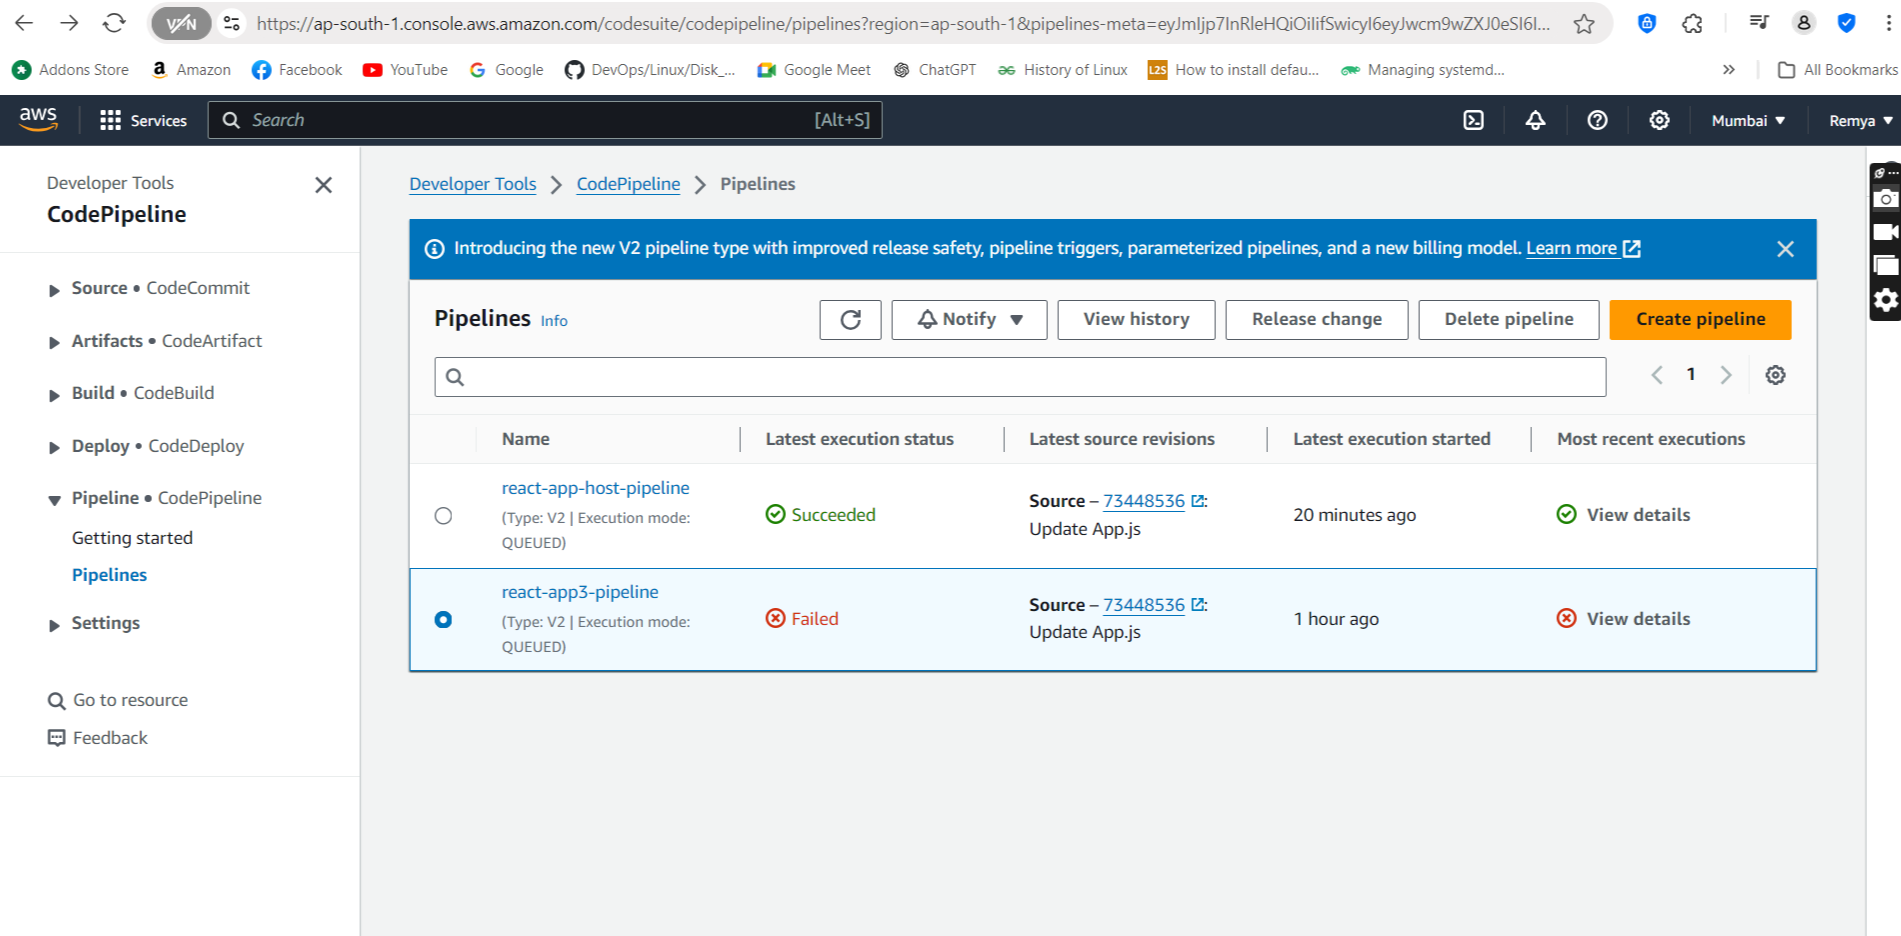 VPN
https://ap-south-1.console.aws.amazon.com/codesuite/codepipeline/pipelines?region=ap-south-1&pipelines-meta=
Addons Store
Amazon
Facebook
YouTube
Google
DevOps/Linux/Disk_...
Google Meet
ChatGPT
History of Linux
L2S
How to install defau...
Managing systemd...
All Bookmarks
aws
Services
Search
[Alt+S]
Mumbai
Remya
Developer Tools
CodePipeline
Source • CodeCommit
Artifacts • CodeArtifact
Build • CodeBuild
Deploy • CodeDeploy
Pipeline • CodePipeline
Getting started
Pipelines
Settings
Go to resource
Feedback
Developer Tools
CodePipeline
Pipelines
Introducing the new V2 pipeline type with improved release safety, pipeline triggers, parameterized pipelines, and a new billing model. Learn more
Pipelines Info
Notify
View history
Release change
Delete pipeline
Create pipeline
1
Name
Latest execution status
Latest source revisions
Latest execution started
Most recent executions
react-app-host-pipeline
(Type: V2 | Execution mode:
QUEUED)
Succeeded
Source – 73448536 :
Update App.js
20 minutes ago
View details
react-app3-pipeline
(Type: V2 | Execution mode:
QUEUED)
Failed
Source – 73448536 :
Update App.js
1 hour ago
View details